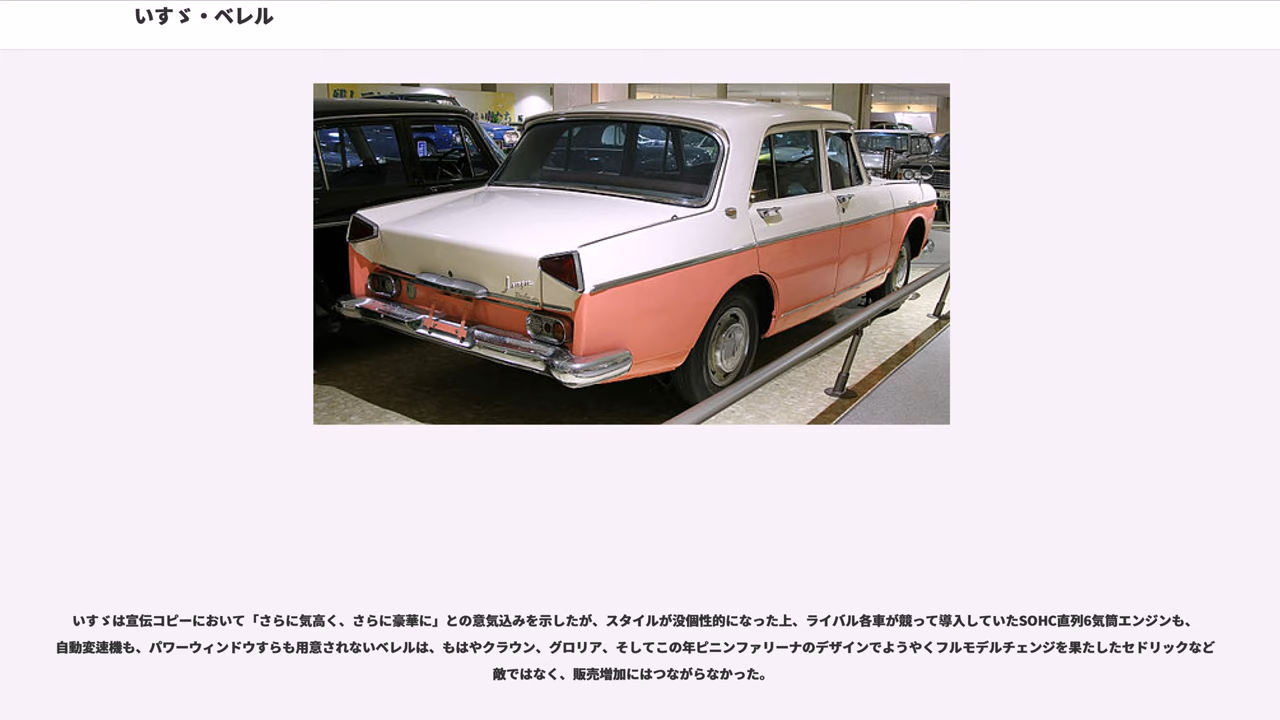 いすゞ・ベレル
いすゞは宣伝コピーにおいて「さらに気高く、さらに豪華に」との意気込みを示したが、スタイルが没個性的になった上、ライバル各車が競って導入していたSOHC直列6気筒エンジンも、
自動変速機も、パワーウィンドウすらも用意されないベレルは、もはやクラウン、グロリア、そしてこの年ピニンファリーナのデザインでようやくフルモデルチェンジを果たしたセドリックなど
敵ではなく、販売増加にはつながらなかった。